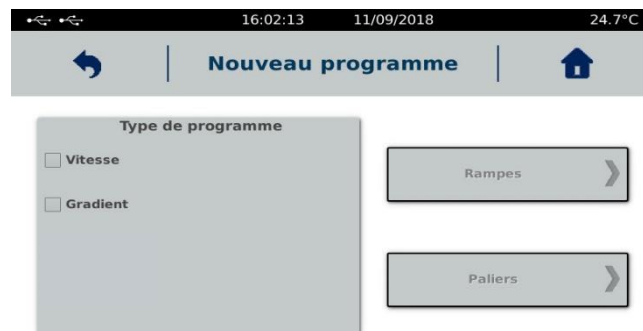 16:02:13 11/09/2018 24.7°C
Nouveau programme
Type de programme
Vitesse
Gradient
Rampes
Paliers